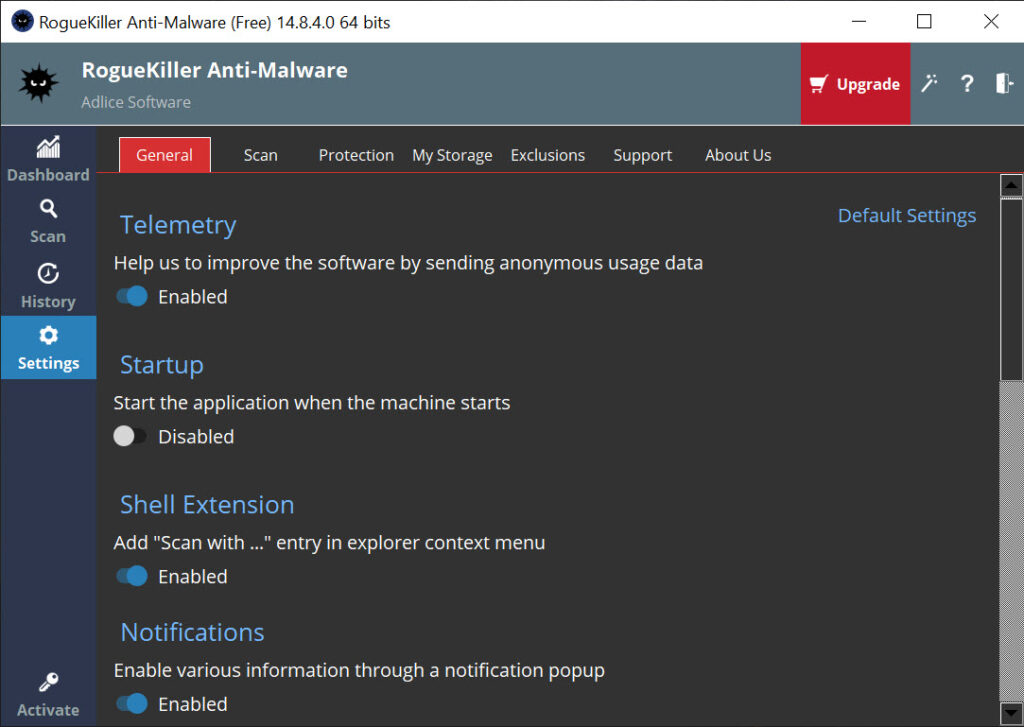 RogueKiller Anti-Malware (Free) 14.8.4.0 64 bits
RogueKiller Anti-Malware
Adlice Software
Upgrade
?
Dashboard
Scan
History
Settings
Activate
General Scan Protection My Storage Exclusions Support About Us
Default Settings
Telemetry
Help us to improve the software by sending anonymous usage data
Enabled
Startup
Start the application when the machine starts
Disabled
Shell Extension
Add "Scan with ..." entry in explorer context menu
Enabled
Notifications
Enable various information through a notification popup
Enabled